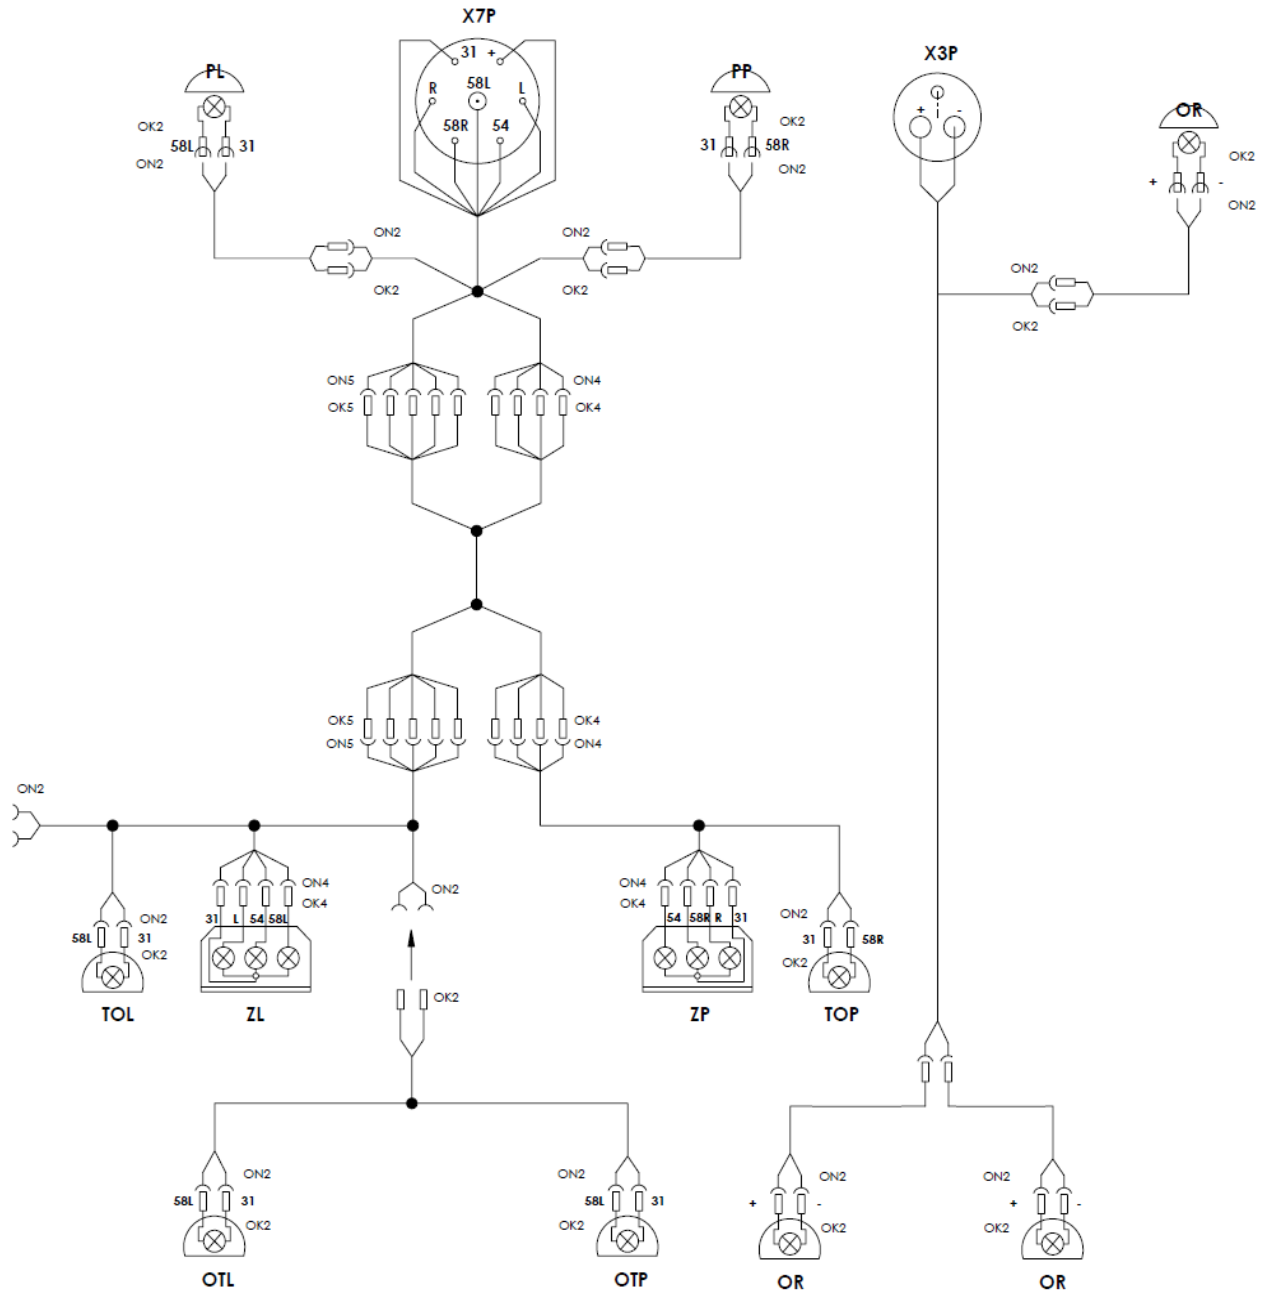 X7P
31 +
R 58L L
58R 54
PL
OK2
58L 31
ON2
PP
OK2
31 58R
ON2
X3P
+ -
OR
OK2
+ -
ON2
ON2
OK2
ON2
OK2
ON2
OK2
ON5
OK5
ON4
OK4
OK5
ON5
OK4
ON4
ON2
ON2
58L 31
OK2
TOL
ON4
OK4
31 L 54 58L
ZL
ON2
OK2
ON4
OK4
54 58R R 31
ZP
ON2
31 58R
OK2
TOP
ON2
58L 31
OK2
OTL
ON2
58L 31
OK2
OTP
ON2
+ -
OK2
OR
ON2
+ -
OK2
OR